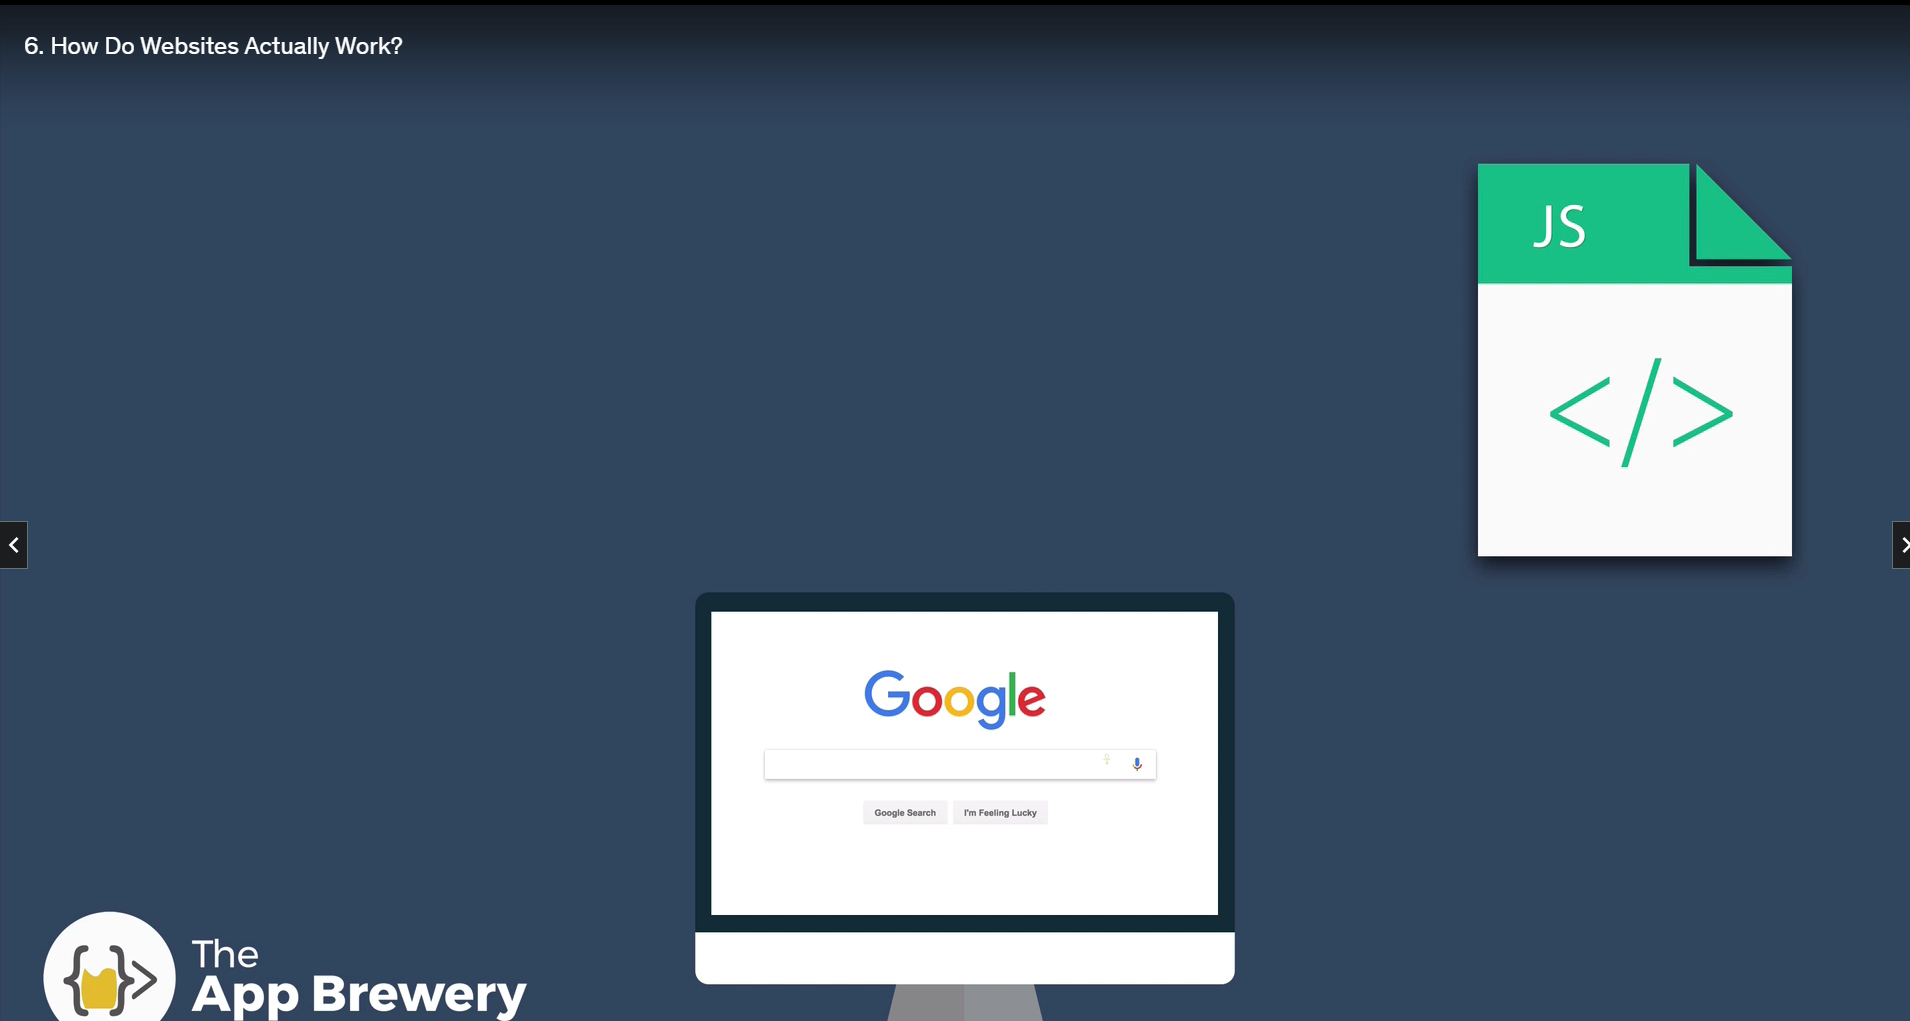 6. How Do Websites Actually Work?
JS
</>
Google
Google Search
I'm Feeling Lucky
The
App Brewery